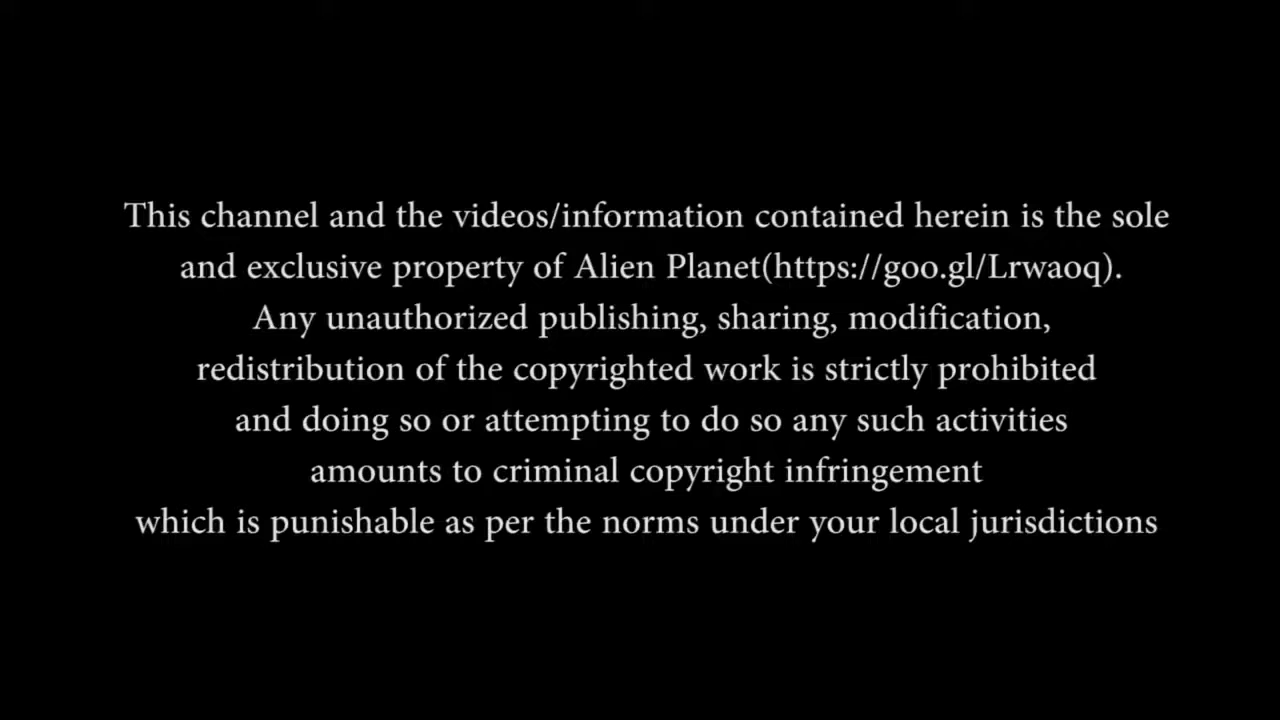 This channel and the videos/information contained herein is the sole
and exclusive property of Alien Planet(https://goo.gl/Lrwaoq).
Any unauthorized publishing, sharing, modification,
redistribution of the copyrighted work is strictly prohibited
and doing so or attempting to do so any such activities
amounts to criminal copyright infringement
which is punishable as per the norms under your local jurisdictions